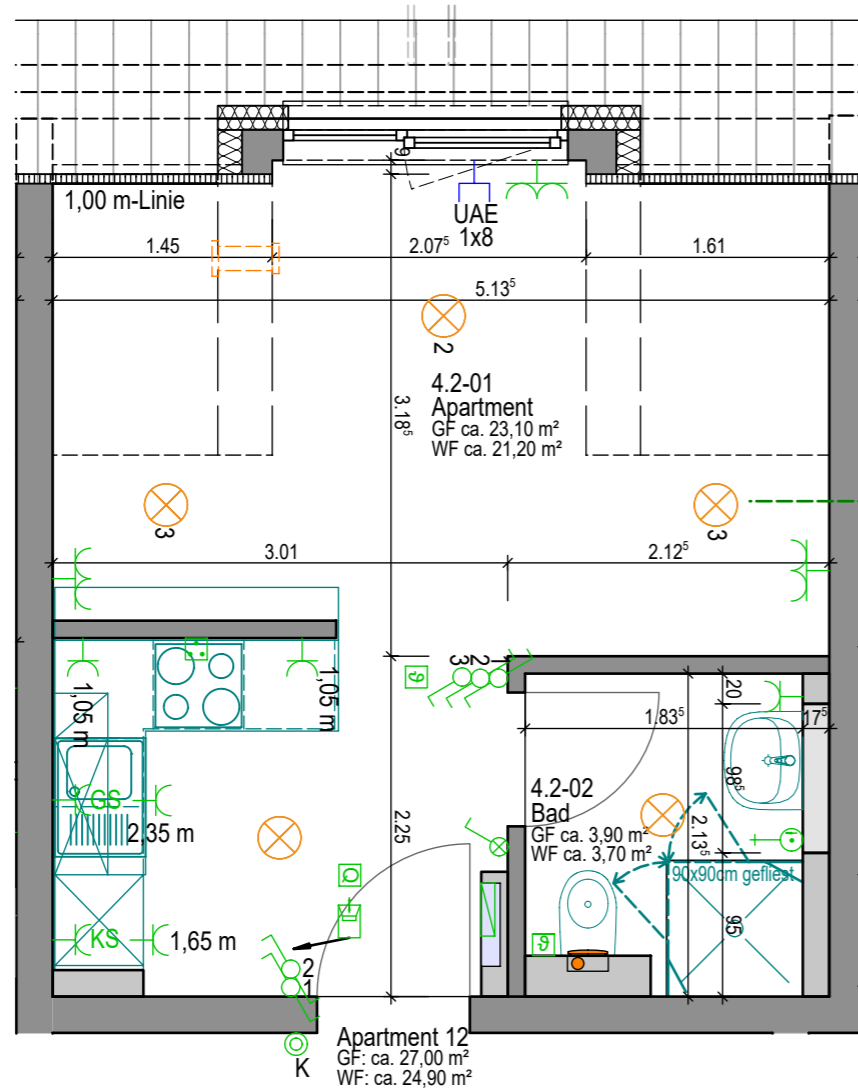 6
1,00 m-Linie
UAE
1x8
1.45
2.07⁵
1.61
5.13⁵
2
4.2-01
Apartment
GF ca. 23,10 m²
WF ca. 21,20 m²
3.18⁵
3
3
3.01
2.12⁵
3
2
1
ϑ
1,05 m
1,05 m
20
1.83⁵
17⁵
4.2-02
Bad
GF ca. 3,90 m²
WF ca. 3,70 m²
98⁵
2.13⁵
2.25
GS
2,35 m
90x90cm gefliest
95
KS
1,65 m
ϑ
2
1
K
Apartment 12
GF: ca. 27,00 m²
WF: ca. 24,90 m²